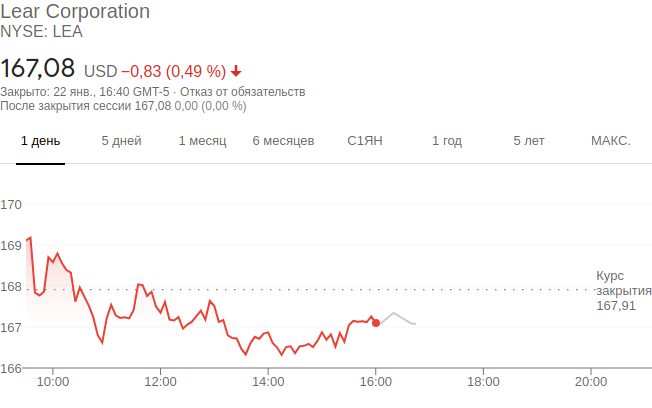 Lear Corporation
NYSE: LEA
167,08 USD −0,83 (0,49 %)
Закрыто: 22 янв., 16:40 GMT-5 · Отказ от обязательств
После закрытия сессии 167,08 0,00 (0,00 %)
1 день 5 дней 1 месяц 6 месяцев С1ЯН 1 год 5 лет МАКС.
170
169
168
167
166
Курс
закрытия
167,91
10:00 12:00 14:00 16:00 18:00 20:00